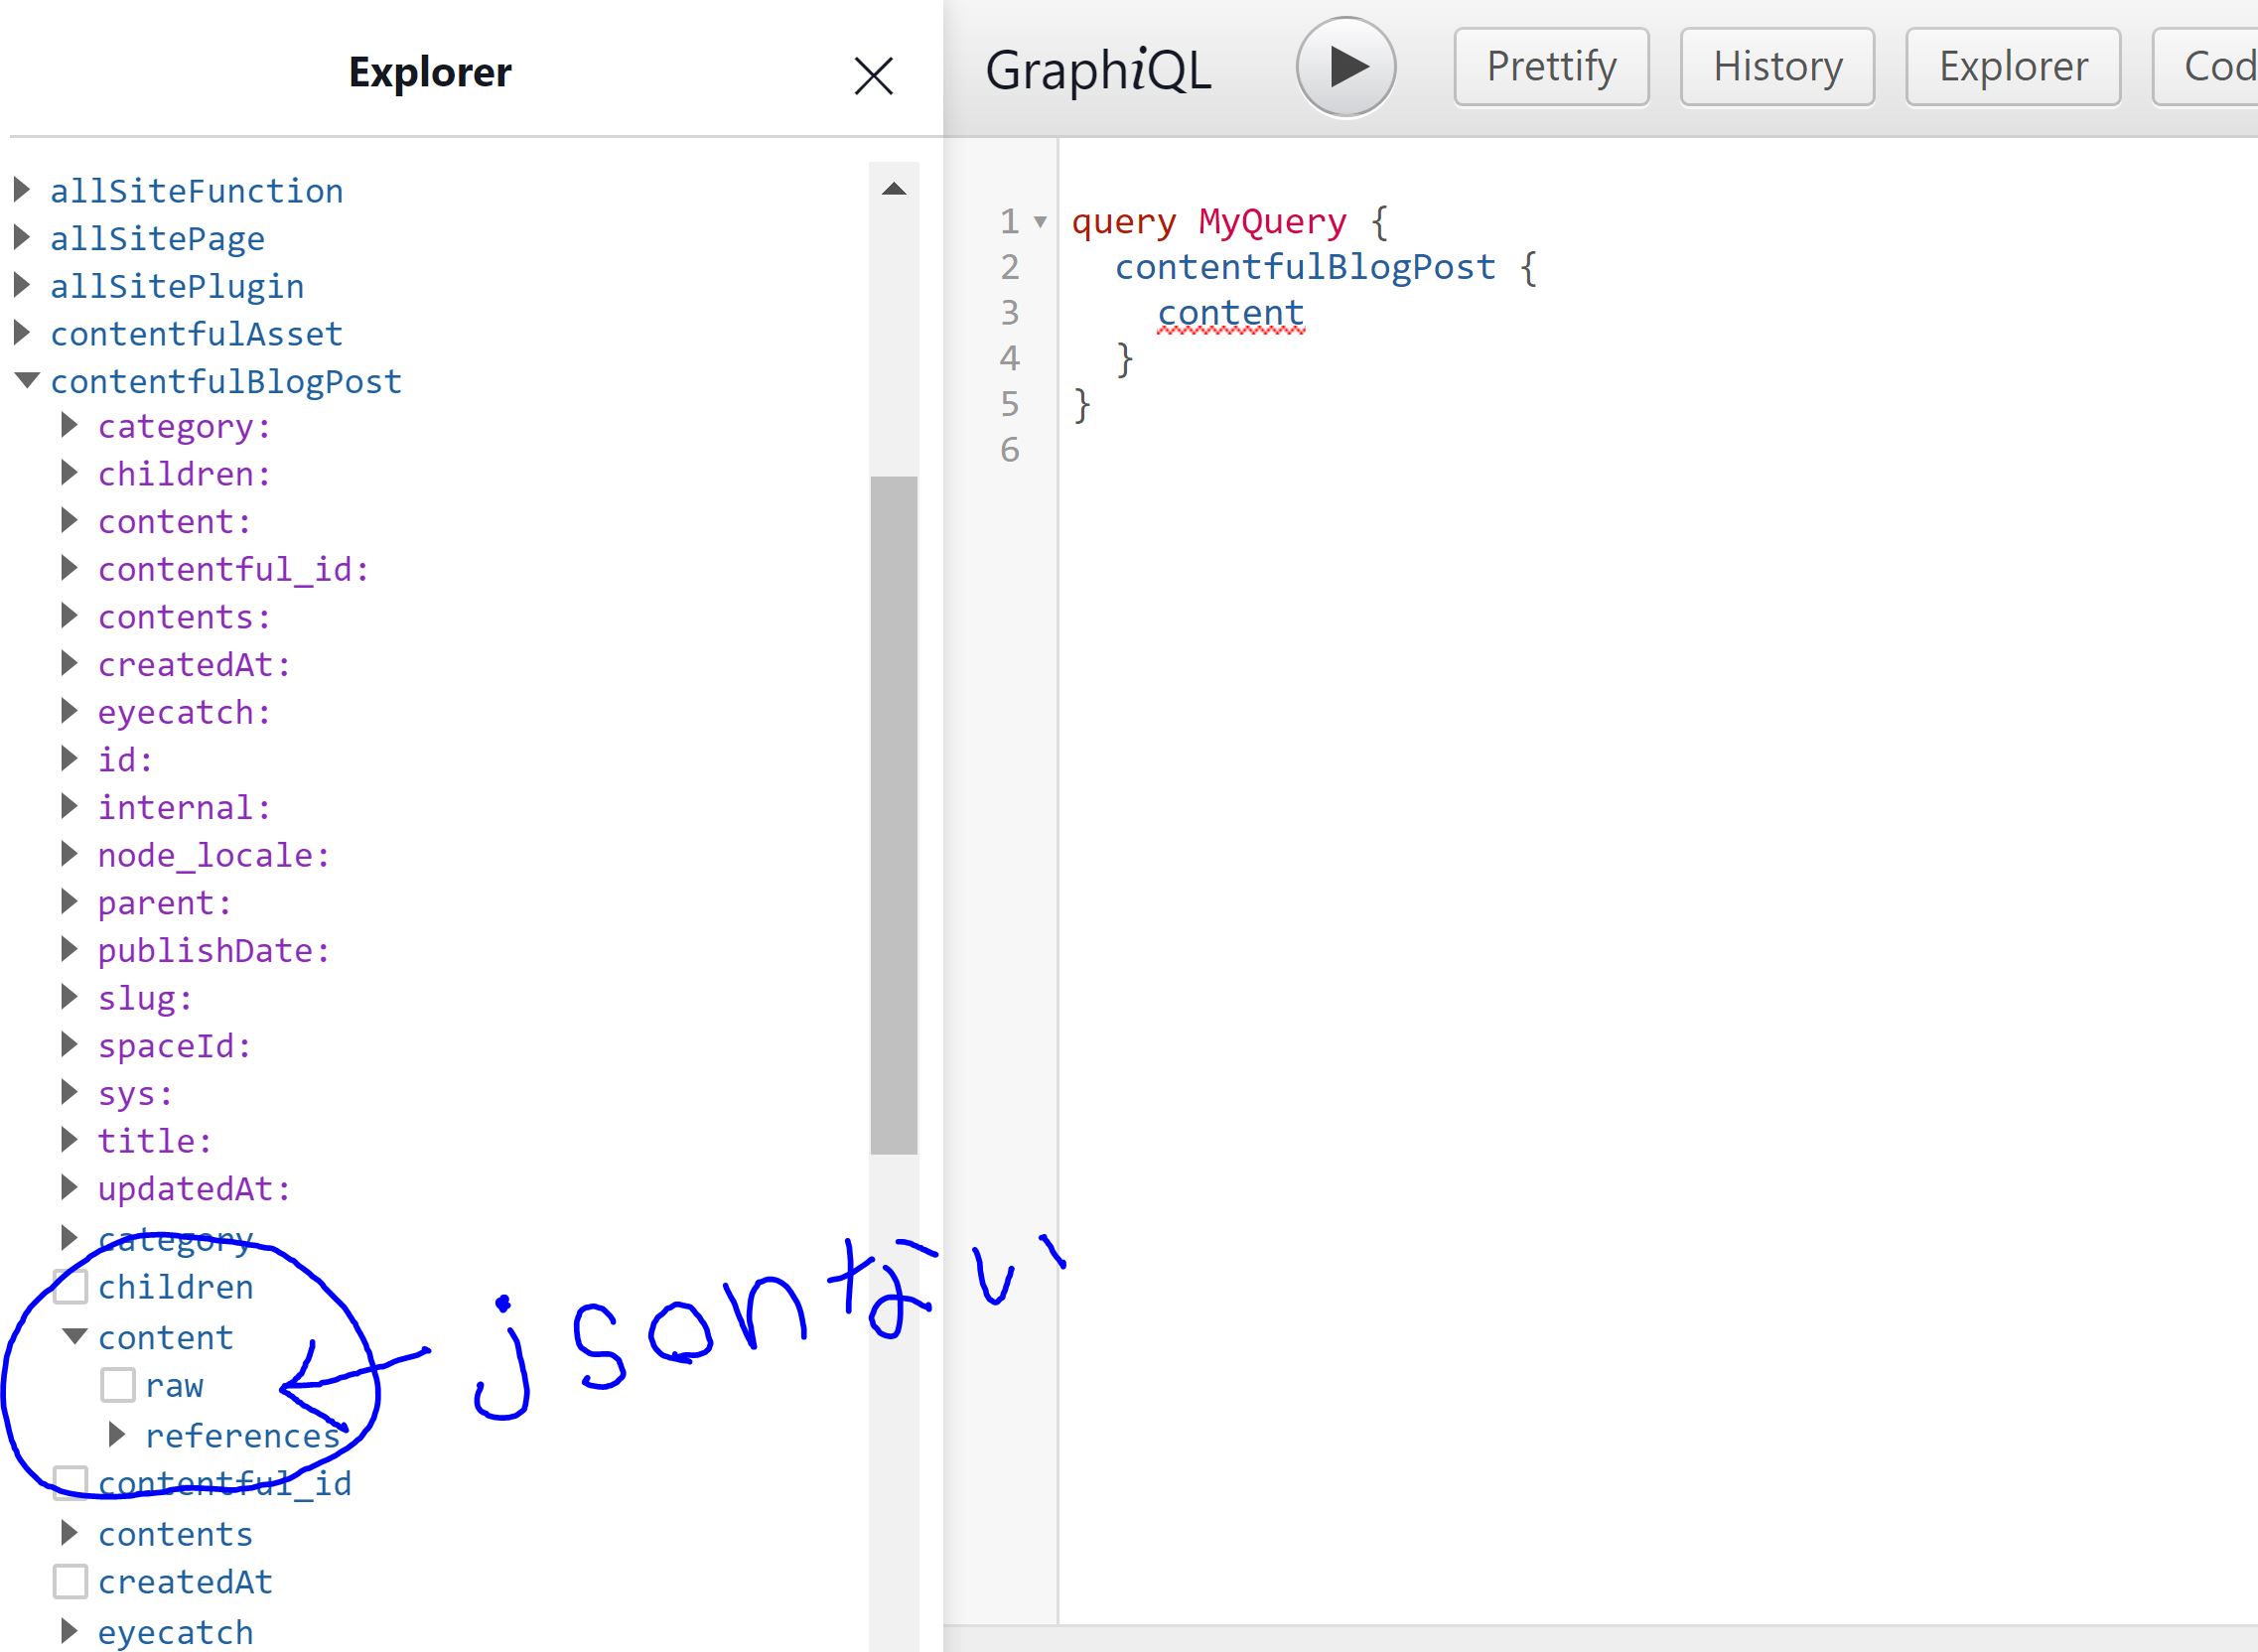 Explorer
allSiteFunction
allSitePage
allSitePlugin
contentfulAsset
contentfulBlogPost
category:
children:
content:
contentful_id:
contents:
createdAt:
eyecatch:
id:
internal:
node_locale:
parent:
publishDate:
slug:
spaceId:
sys:
title:
updatedAt:
category
children
content
raw
references
contentful_id
contents
createdAt
eyecatch
jsonない
GraphiQL
Prettify
History
Explorer
Cod
1 query MyQuery {
2 contentfulBlogPost {
3 content
4 }
5 }
6